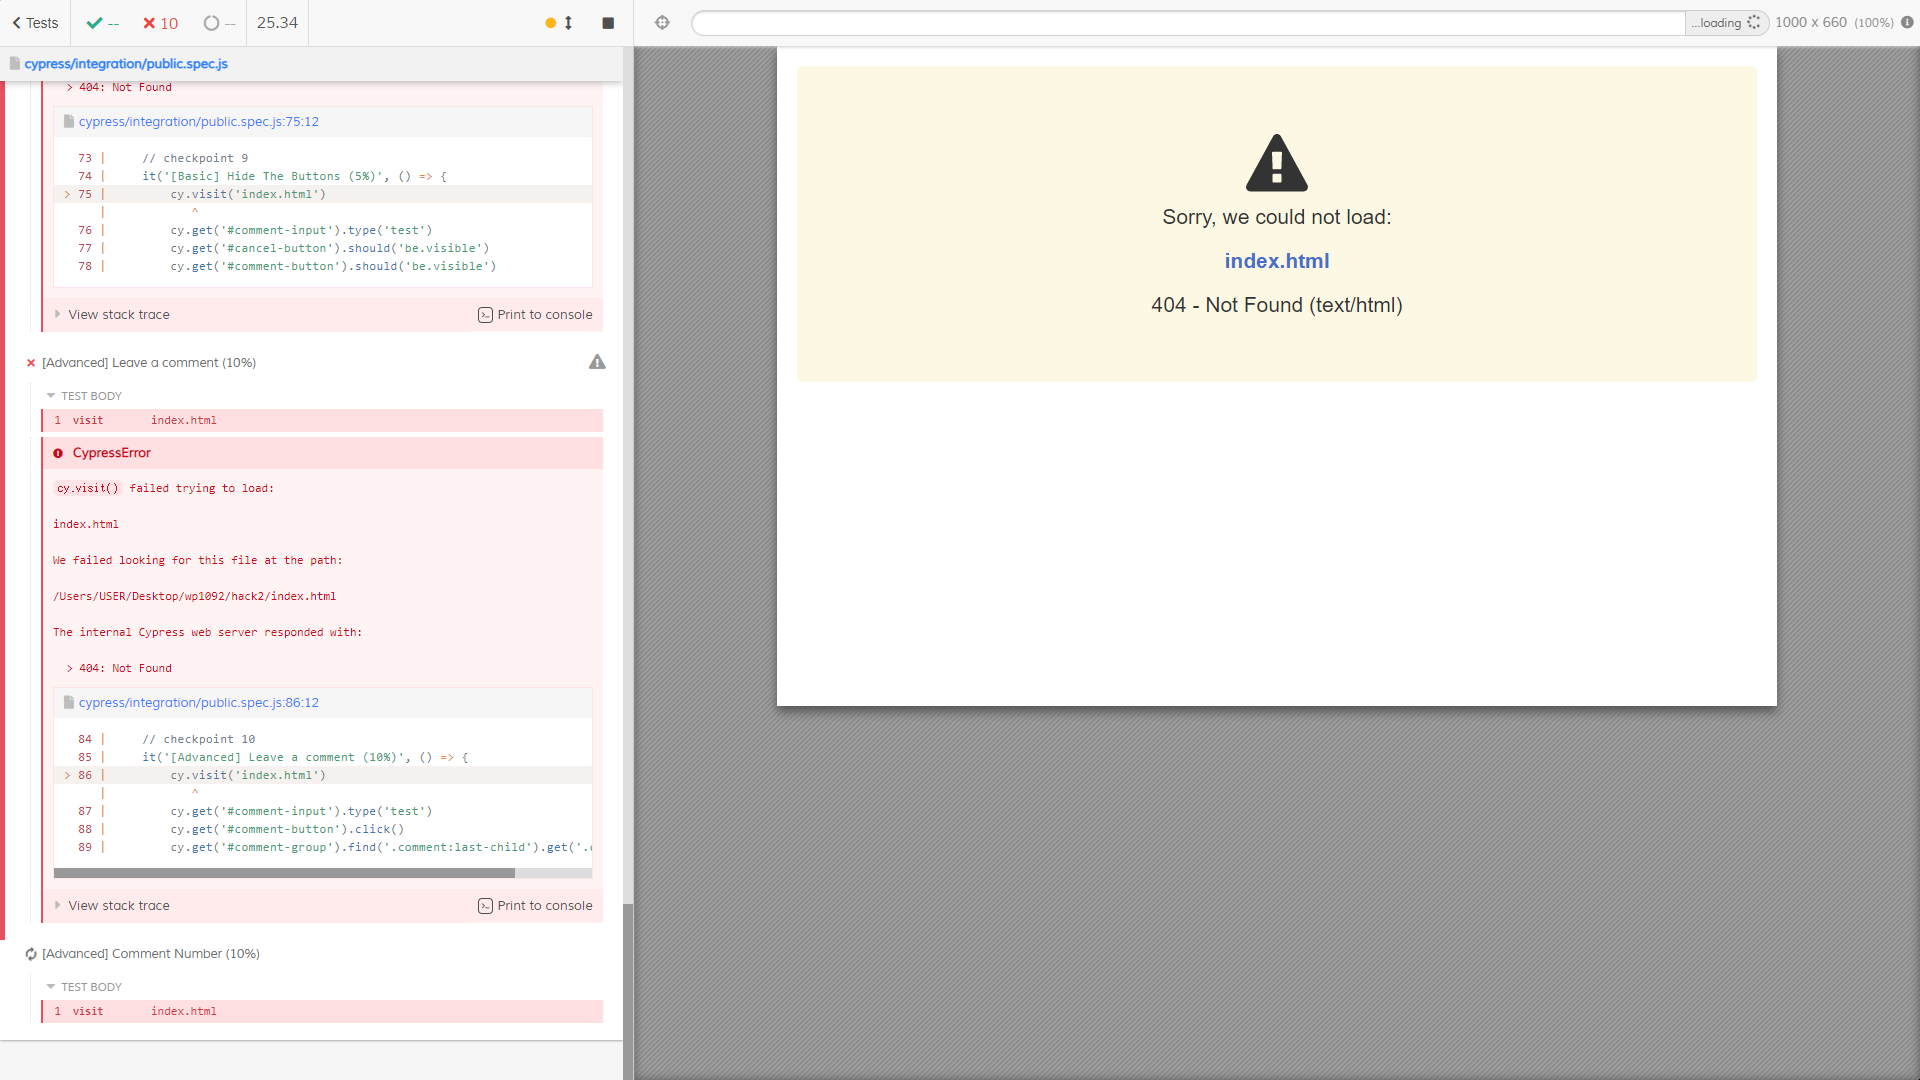 Tests
--
10
--
25.34
...loading
1000 x 660 (100%)
cypress/integration/public.spec.js
> 404: Not Found
cypress/integration/public.spec.js:75:12
73 |     // checkpoint 9
74 |     it('[Basic] Hide The Buttons (5%)', () => {
> 75 |         cy.visit('index.html')
|            ^
76 |         cy.get('#comment-input').type('test')
77 |         cy.get('#cancel-button').should('be.visible')
78 |         cy.get('#comment-button').should('be.visible')
View stack trace
Print to console
[Advanced] Leave a comment (10%)
TEST BODY
1 visit index.html
CypressError
cy.visit() failed trying to load:
index.html
We failed looking for this file at the path:
/Users/USER/Desktop/wp1092/hack2/index.html
The internal Cypress web server responded with:
> 404: Not Found
cypress/integration/public.spec.js:86:12
84 |     // checkpoint 10
85 |     it('[Advanced] Leave a comment (10%)', () => {
> 86 |         cy.visit('index.html')
|            ^
87 |         cy.get('#comment-input').type('test')
88 |         cy.get('#comment-button').click()
89 |         cy.get('#comment-group').find('.comment:last-child').get('.
View stack trace
Print to console
[Advanced] Comment Number (10%)
TEST BODY
1 visit index.html
Sorry, we could not load:
index.html
404 - Not Found (text/html)